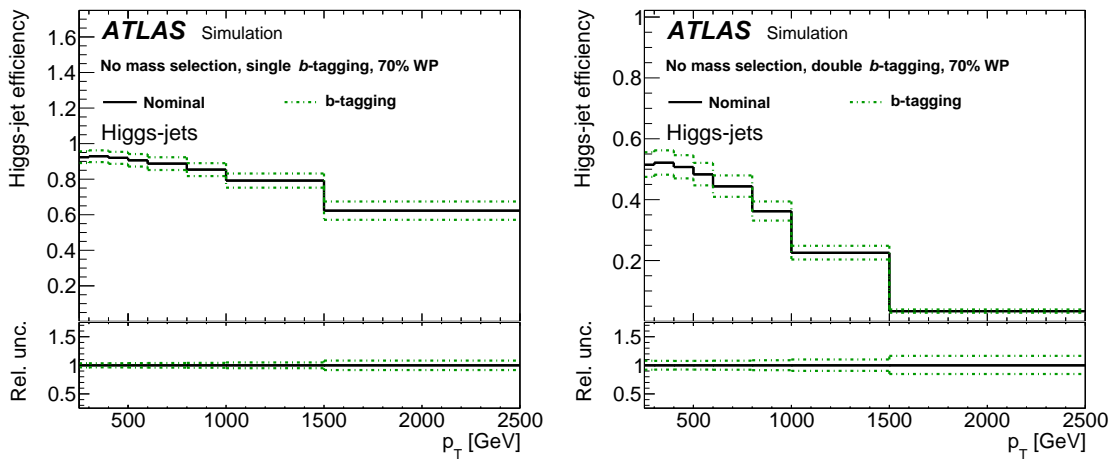 Higgs-jet efficiency
1.6
1.4
1.2
1
0.8
0.6
0.4
0.2
ATLAS Simulation
No mass selection, single b-tagging, 70% WP
Nominal
b-tagging
Higgs-jets
Rel. unc.
1.5
1
0.5
500 1000 1500 2000 2500
p_T [GeV]
Higgs-jet efficiency
1
0.8
0.6
0.4
0.2
ATLAS Simulation
No mass selection, double b-tagging, 70% WP
Nominal
b-tagging
Higgs-jets
Rel. unc.
1.5
1
0.5
500 1000 1500 2000 2500
p_T [GeV]